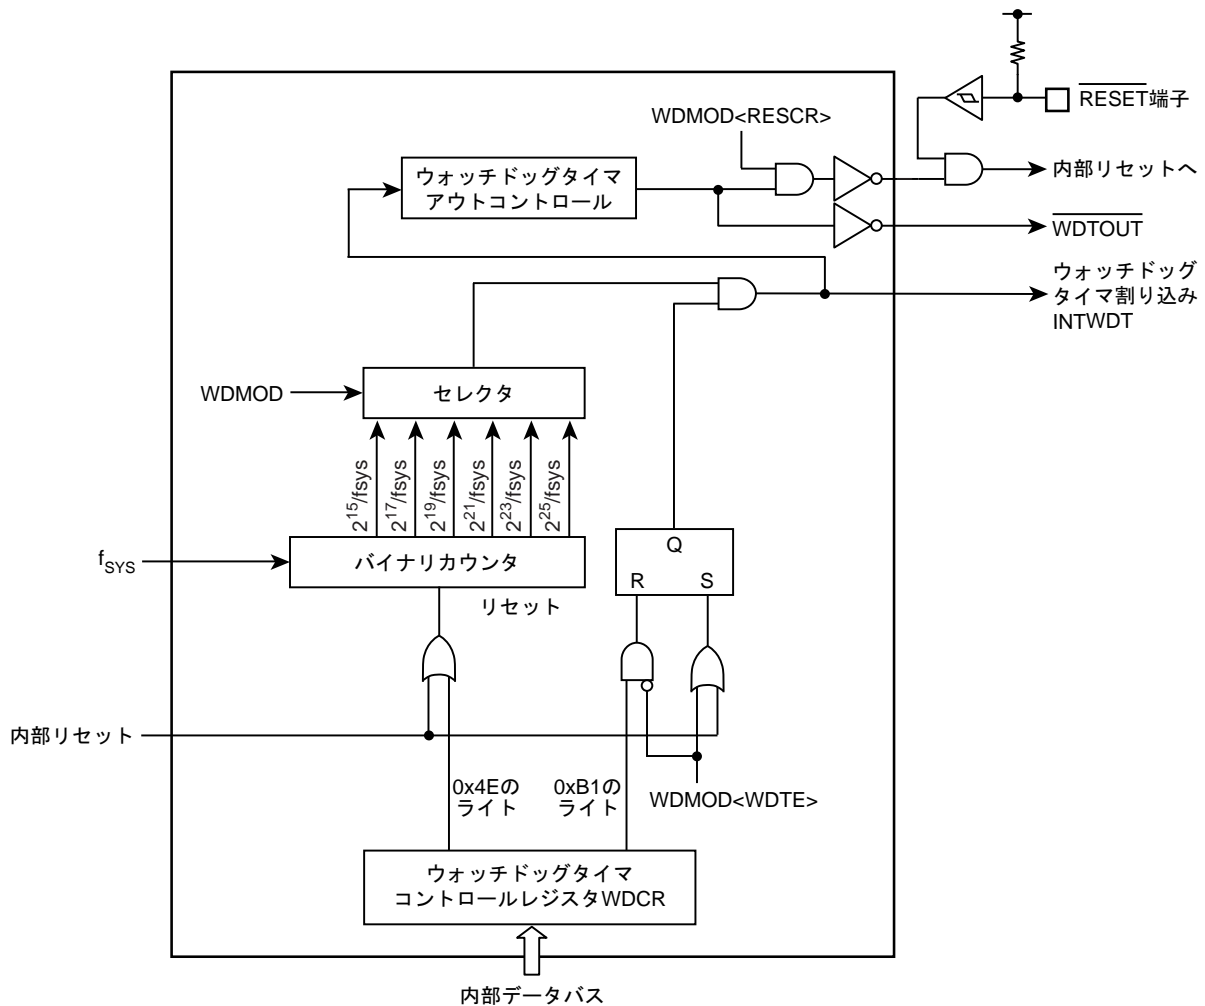 RESET端子
WDMOD<RESCR>
ウォッチドッグタイマ
アウトコントロール
内部リセットへ
WDTOUT
ウォッチドッグ
タイマ割り込み
INTWDT
WDMOD
セレクタ
2^15/fsys
2^17/fsys
2^19/fsys
2^21/fsys
2^23/fsys
2^25/fsys
Q
R
S
fSYS
バイナリカウンタ
リセット
内部リセット
0x4Eの
ライト
0xB1の
ライト
WDMOD<WDTE>
ウォッチドッグタイマ
コントロールレジスタWDCR
内部データバス